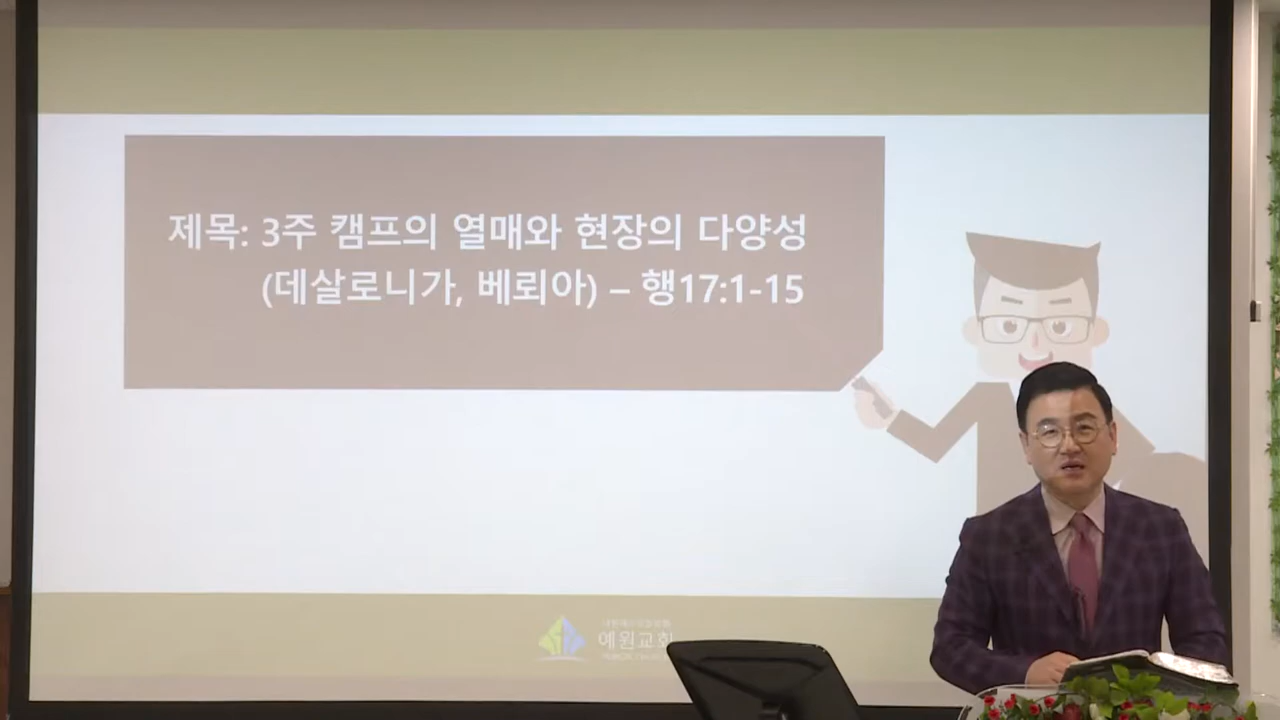 제목: 3주 캠프의 열매와 현장의 다양성
(데살로니가, 베뢰아) – 행17:1-15
예원교회